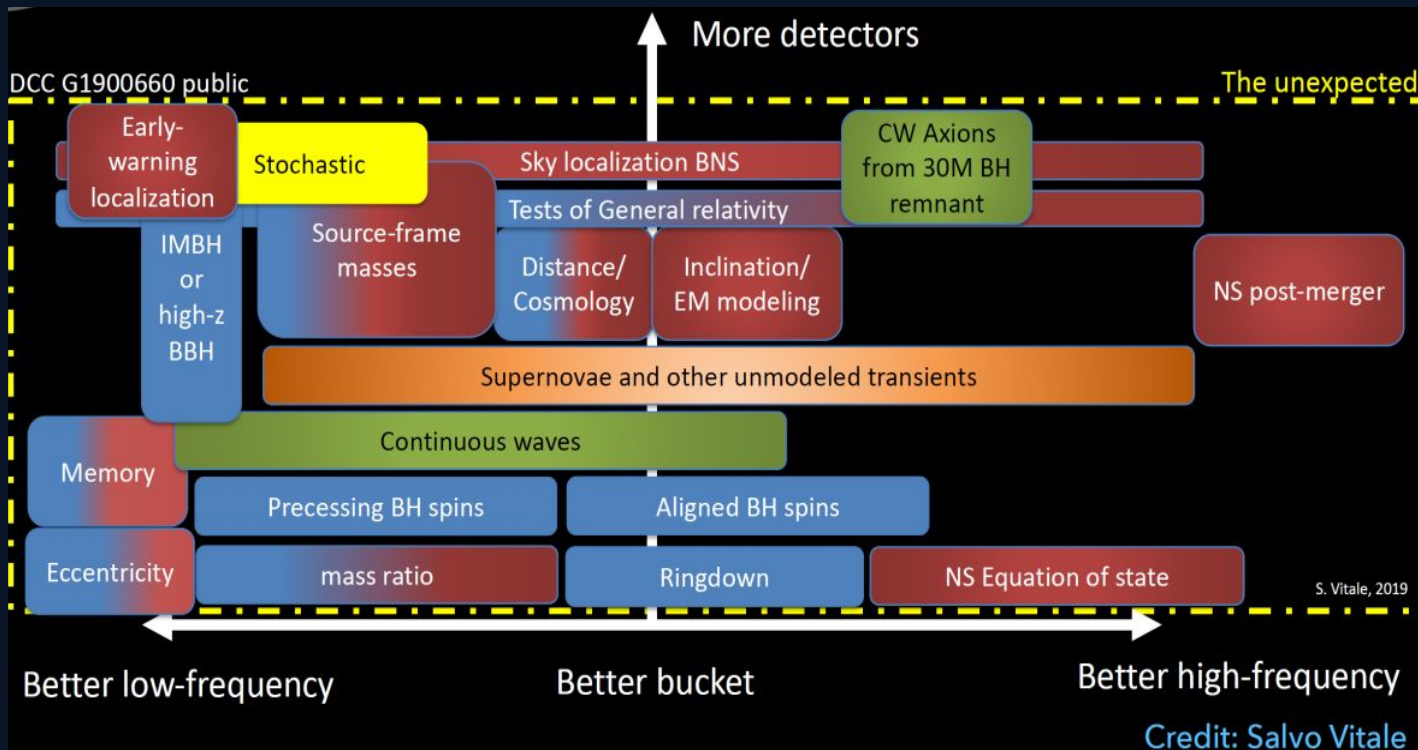 More detectors
DCC G1900660 public
The unexpected
Early-
warning
localization
Stochastic
Sky localization BNS
CW Axions
from 30M BH
remnant
Tests of General relativity
Source-frame
masses
IMBH
or
high-z
BBH
Distance/
Cosmology
Inclination/
EM modeling
NS post-merger
Supernovae and other unmodeled transients
Continuous waves
Memory
Precessing BH spins
Aligned BH spins
Eccentricity
mass ratio
Ringdown
NS Equation of state
S. Vitale, 2019
Better low-frequency
Better bucket
Better high-frequency
Credit: Salvo Vitale